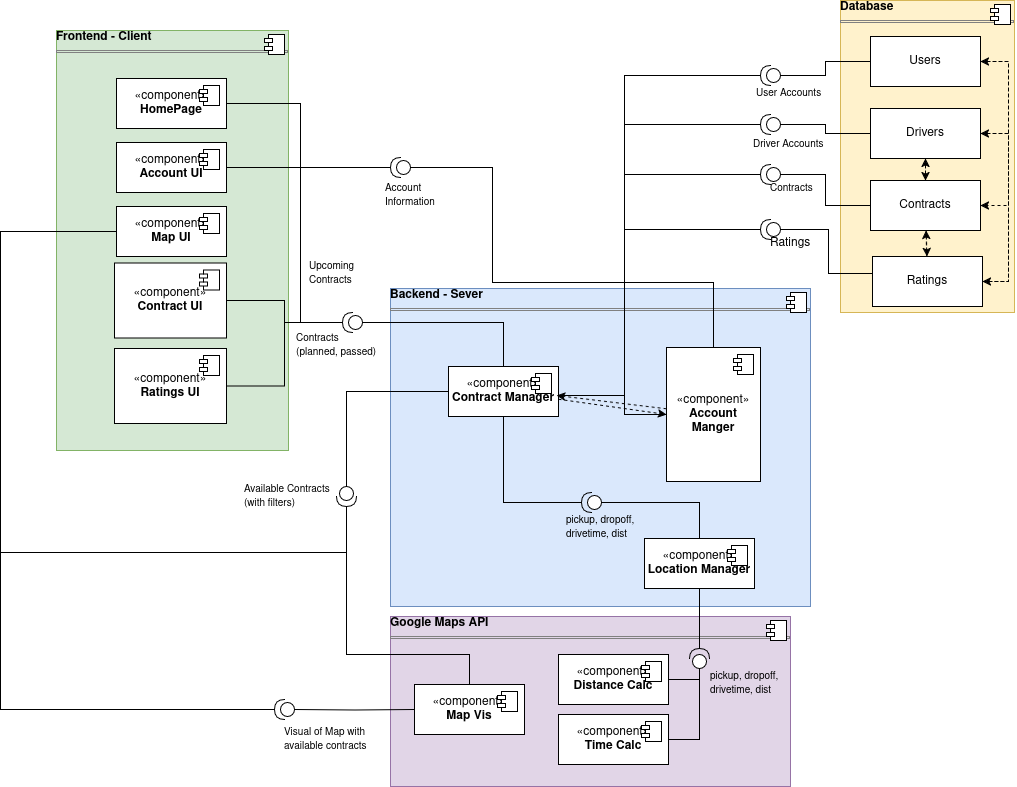 Database
Users
Drivers
Contracts
Ratings
User Accounts
Driver Accounts
Contracts
Ratings
Frontend - Client
«component»
HomePage
«component»
Account UI
«component»
Map UI
«component»
Contract UI
«component»
Ratings UI
Account
Information
Upcoming
Contracts
Contracts
(planned, passed)
Backend - Sever
«component»
Contract Manager
«component»
Account
Manger
pickup, dropoff,
drivetime, dist
«component»
Location Manager
Available Contracts
(with filters)
Google Maps API
«component»
Distance Calc
«component»
Time Calc
«component»
Map Vis
pickup, dropoff,
drivetime, dist
Visual of Map with
available contracts